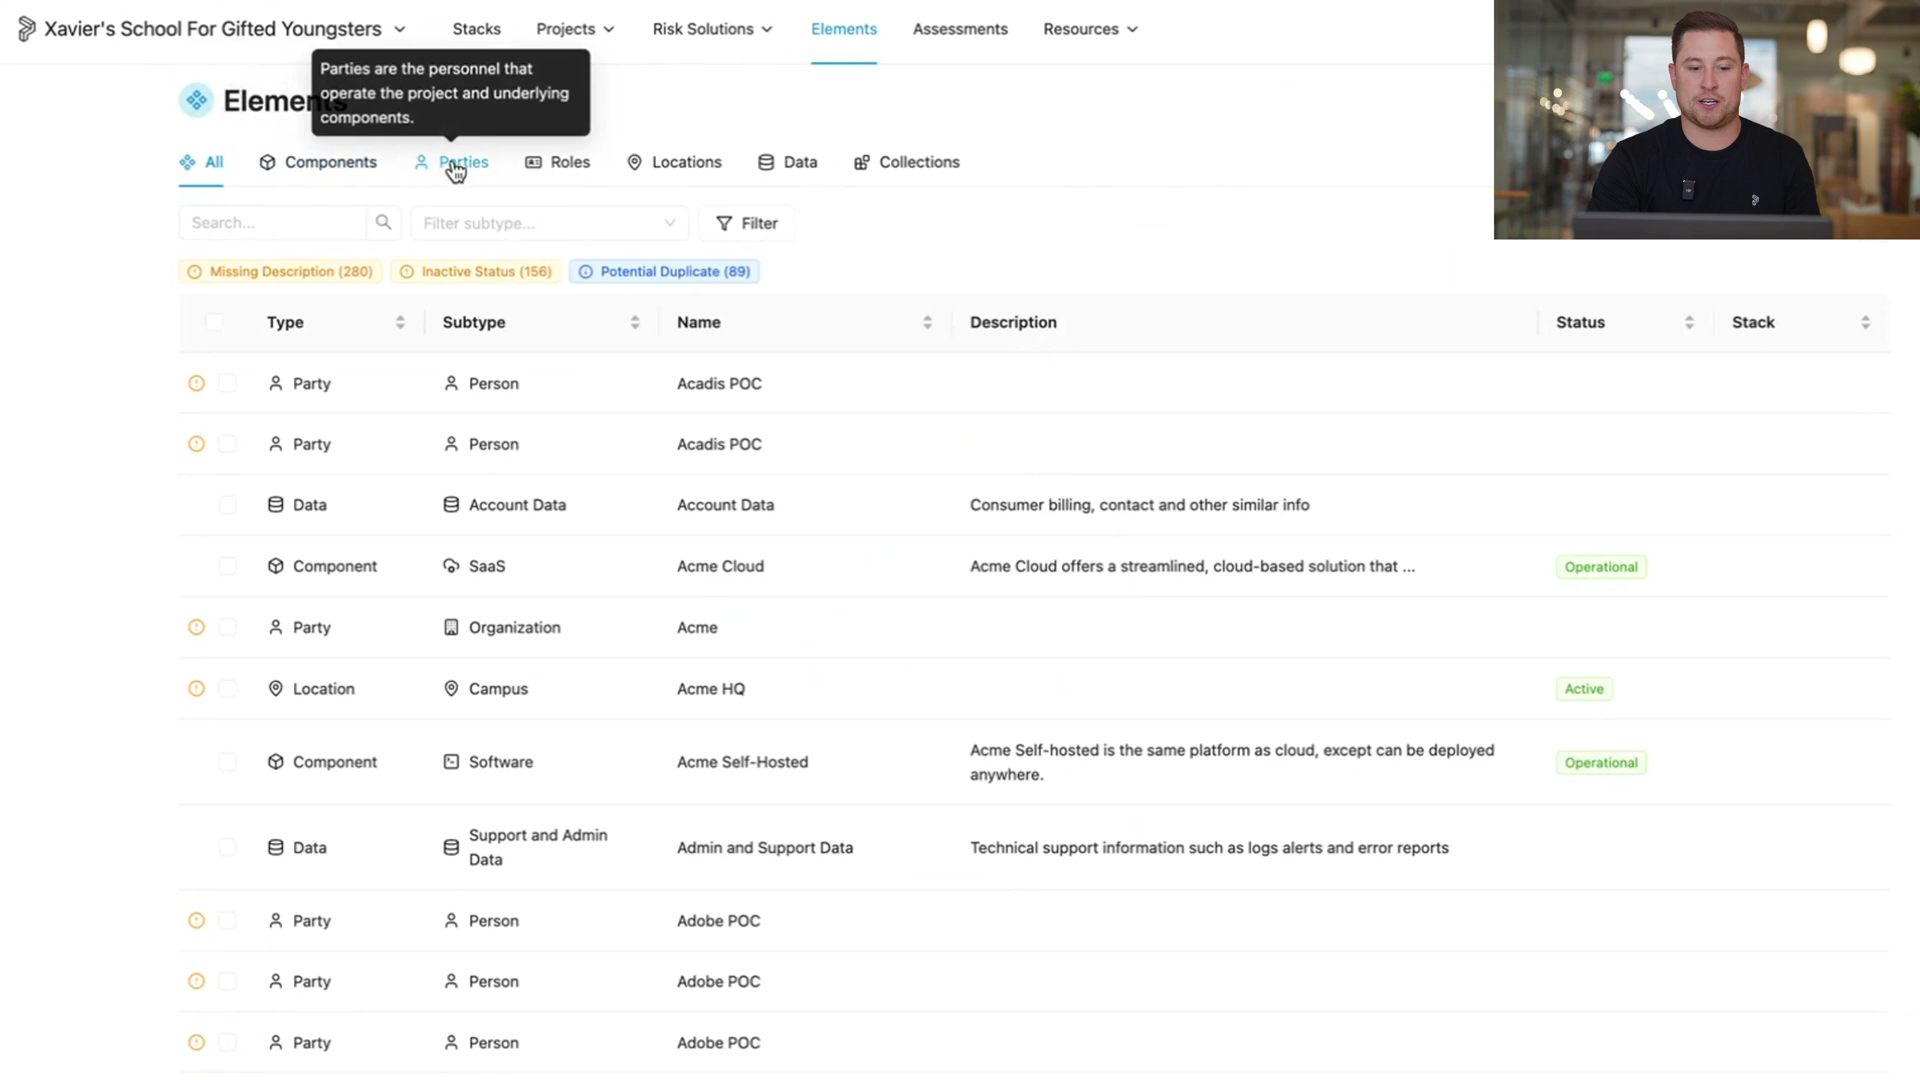 Xavier's School For Gifted Youngsters
Stacks
Projects
Risk Solutions
Elements
Assessments
Resources
Parties are the personnel that
operate the project and underlying
components.
Elements
All
Components
Parties
Roles
Locations
Data
Collections
Search...
Filter subtype...
Filter
Missing Description (280)
Inactive Status (156)
Potential Duplicate (89)
Type Subtype Name Description Status Stack
Party Person Acadis POC
Party Person Acadis POC
Data Account Data Account Data Consumer billing, contact and other similar info
Component SaaS Acme Cloud Acme Cloud offers a streamlined, cloud-based solution that ... Operational
Party Organization Acme
Location Campus Acme HQ Active
Component Software Acme Self-Hosted Acme Self-hosted is the same platform as cloud, except can be deployed
anywhere. Operational
Data Support and Admin
Data Admin and Support Data Technical support information such as logs alerts and error reports
Party Person Adobe POC
Party Person Adobe POC
Party Person Adobe POC